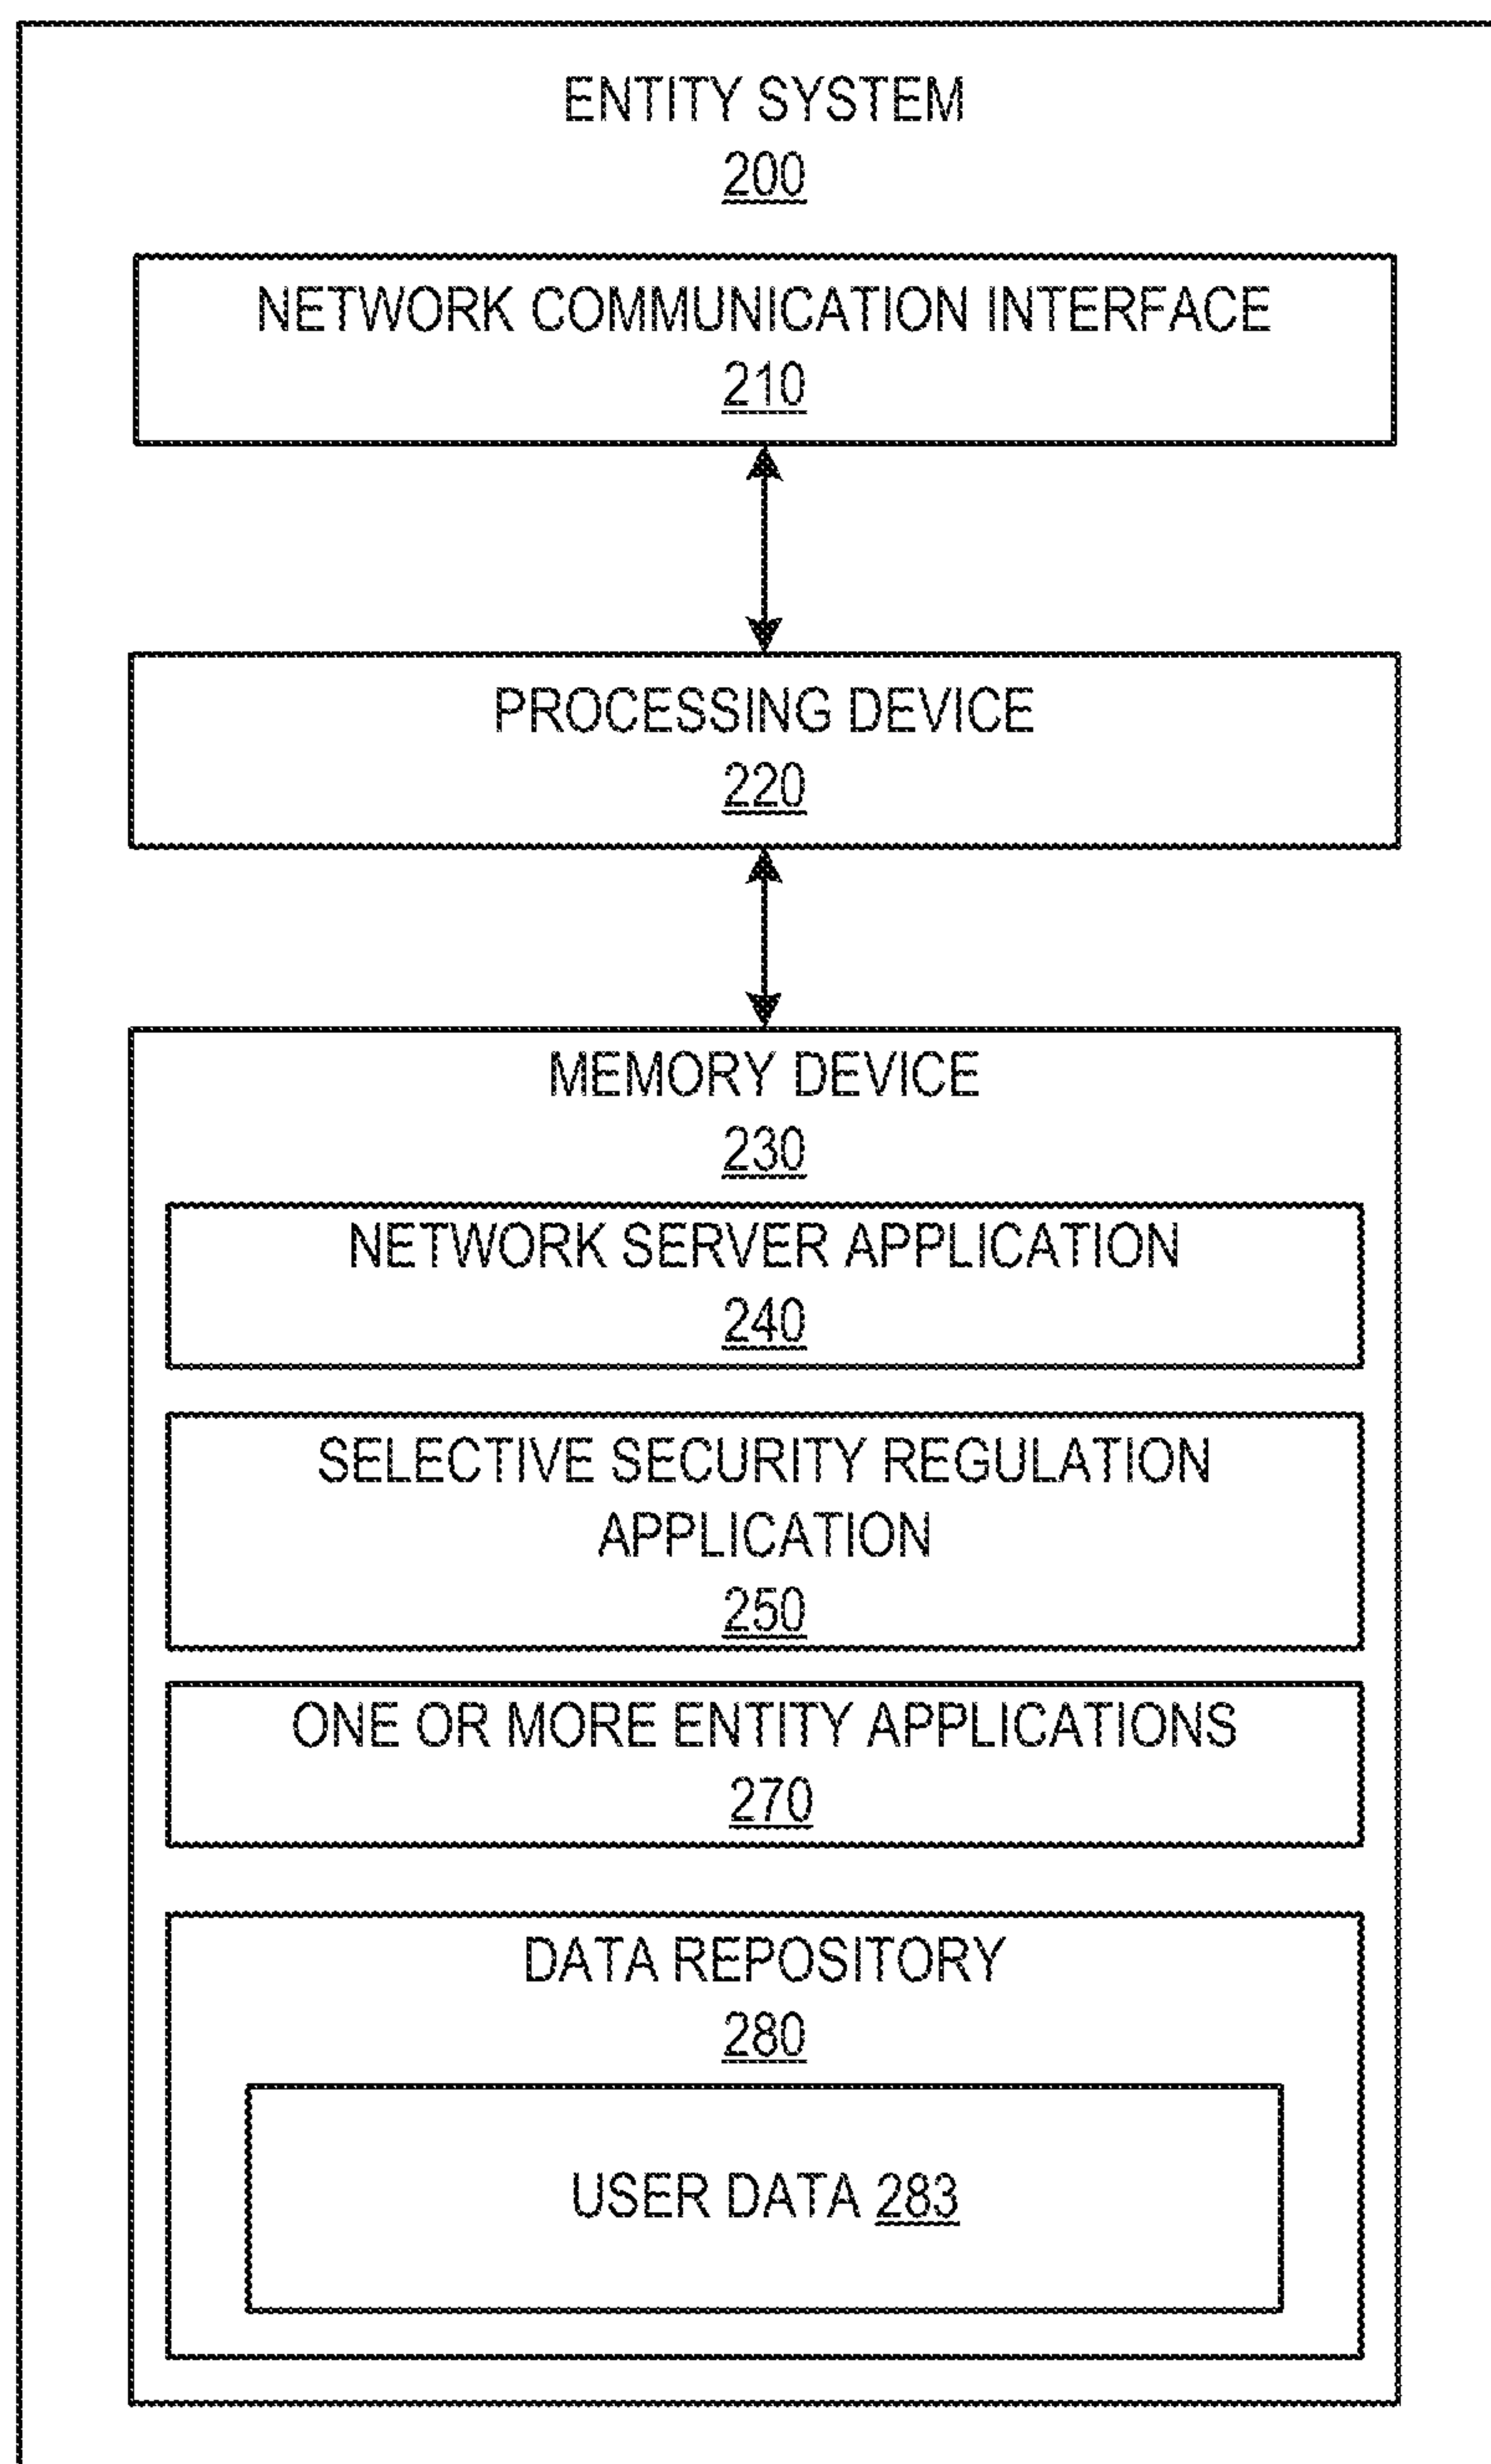 ENTITY SYSTEM
200
NETWORK COMMUNICATION INTERFACE
210
PROCESSING DEVICE
220
MEMORY DEVICE
230
NETWORK SERVER APPLICATION
240
SELECTIVE SECURITY REGULATION
APPLICATION
250
ONE OR MORE ENTITY APPLICATIONS
270
DATA REPOSITORY
280
USER DATA 283